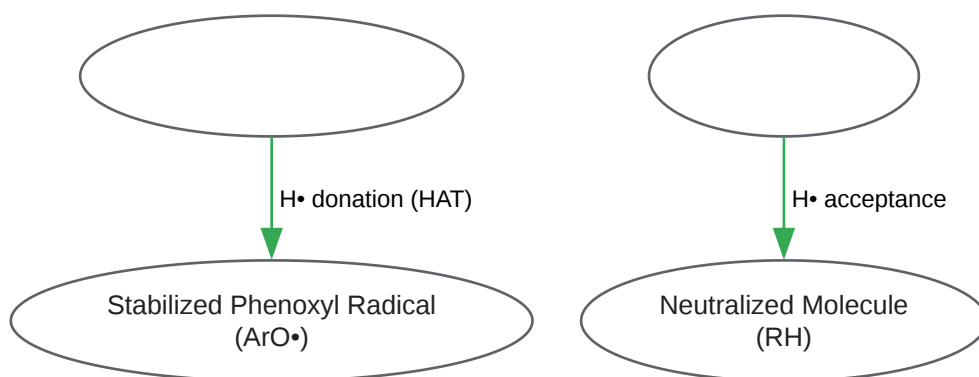 H• donation (HAT)
H• acceptance
Stabilized Phenoxyl Radical
(ArO•)
Neutralized Molecule
(RH)